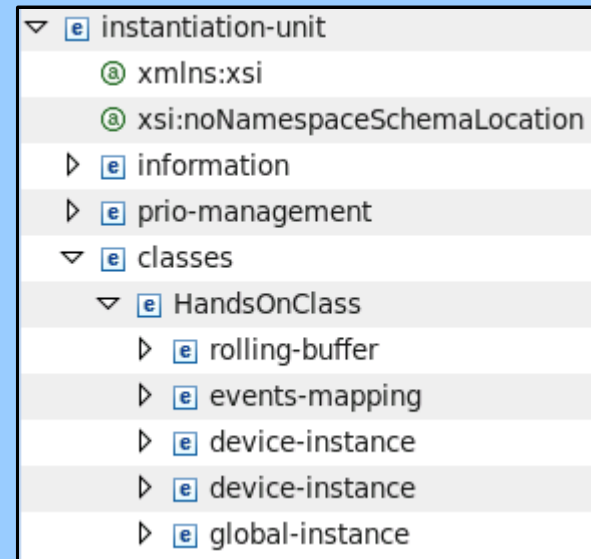 e instantiation-unit
a xmlns:xsi
a xsi:noNamespaceSchemaLocation
e information
e prio-management
e classes
e HandsOnClass
e rolling-buffer
e events-mapping
e device-instance
e device-instance
e global-instance